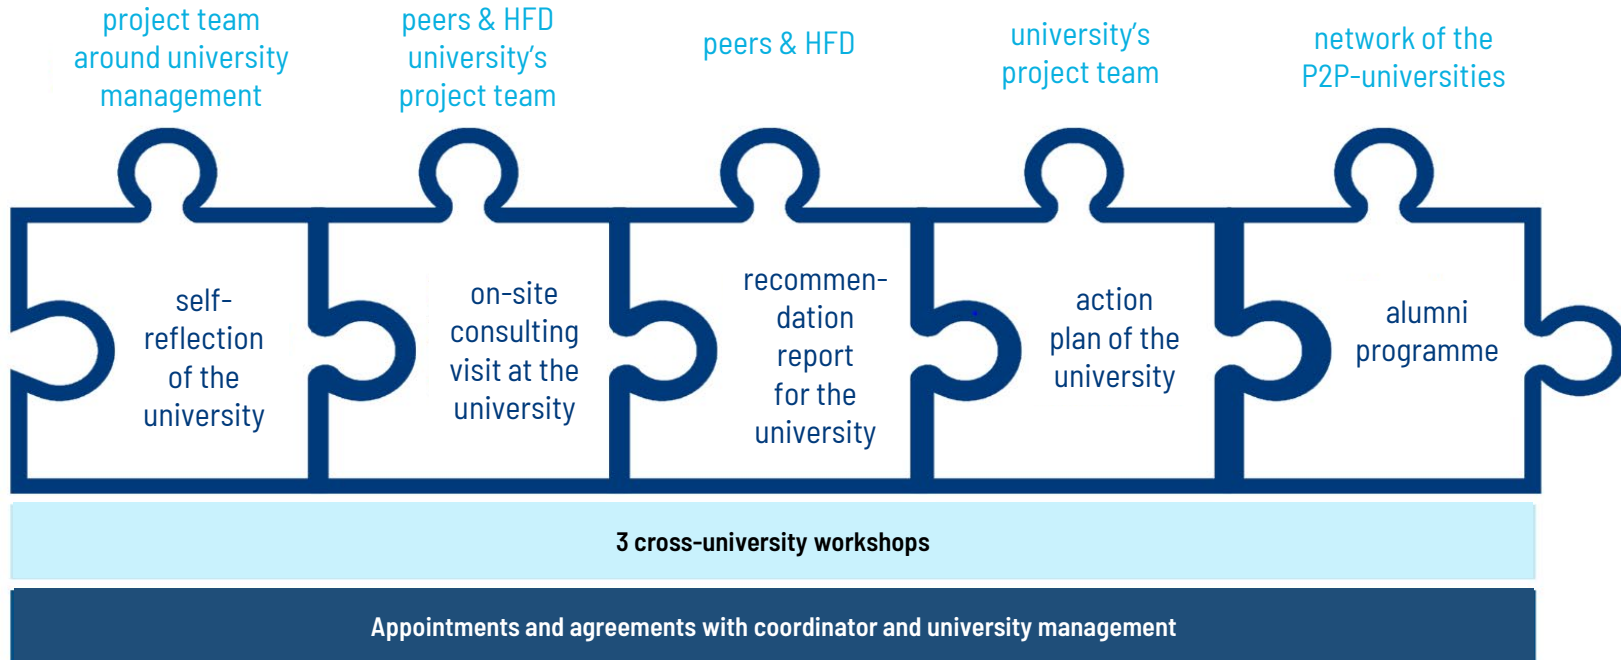 project team
around university
management
peers & HFD
university's
project team
peers & HFD
university's
project team
network of the
P2P-universities
self-
reflection
of the
university
on-site
consulting
visit at the
university
recommen-
dation
report
for the
university
action
plan of the
university
alumni
programme
3 cross-university workshops
Appointments and agreements with coordinator and university management